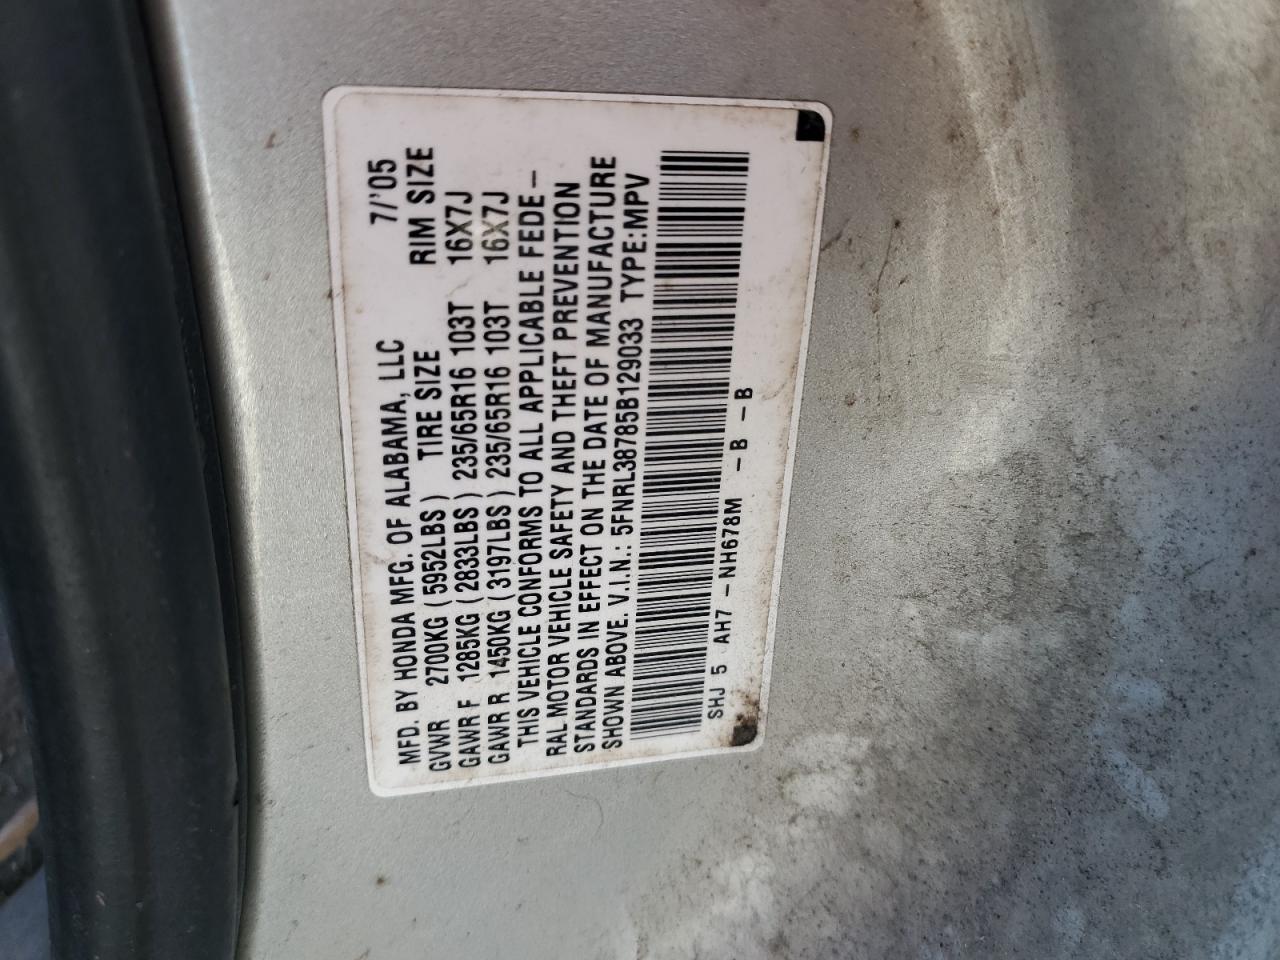 MFD. BY HONDA MFG. OF ALABAMA, LLC 7/'05
GVWR 2700KG (5952LBS) TIRE SIZE RIM SIZE
GAWR F 1285KG (2833LBS) 235/65R16 103T 16X7J
GAWR R 1450KG (3197LBS) 235/65R16 103T 16X7J
THIS VEHICLE CONFORMS TO ALL APPLICABLE FEDE-
RAL MOTOR VEHICLE SAFETY AND THEFT PREVENTION
STANDARDS IN EFFECT ON THE DATE OF MANUFACTURE
SHOWN ABOVE. V.I.N.: 5FNRL38785B129033 TYPE:MPV
SHJ 5 AH7 - NH678M - B - B